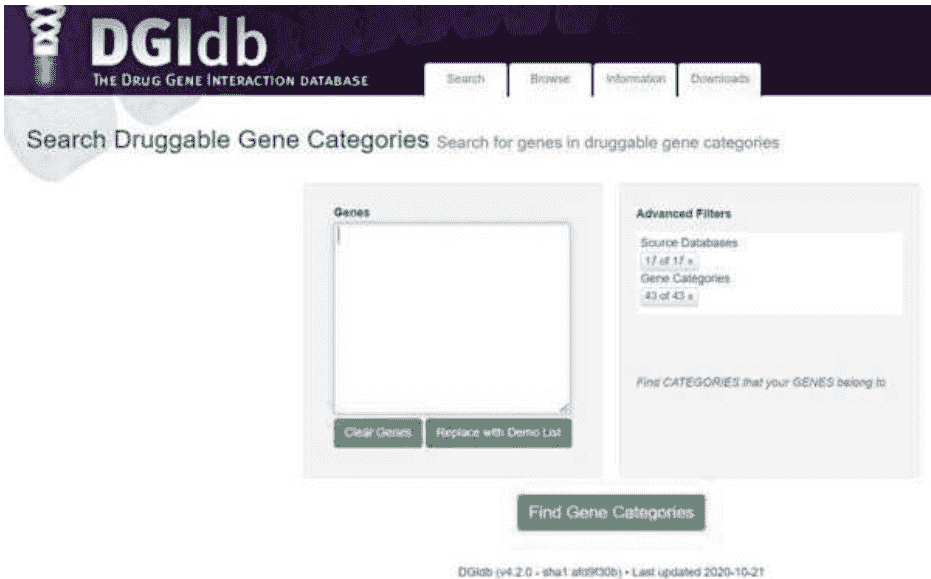 DGIdb
THE DRUG GENE INTERACTION DATABASE
Search Browse Information Downloads
Search Druggable Gene Categories Search for genes in druggable gene categories
Genes
Advanced Filters
Source Databases
17 of 17 x
Gene Categories
43 of 43 x
Find CATEGORIES that your GENES belong to
Clear Genes Replace with Demo List
Find Gene Categories
DGIdb (v4.2.0 - sha1 afd9f30b) • Last updated 2020-10-21